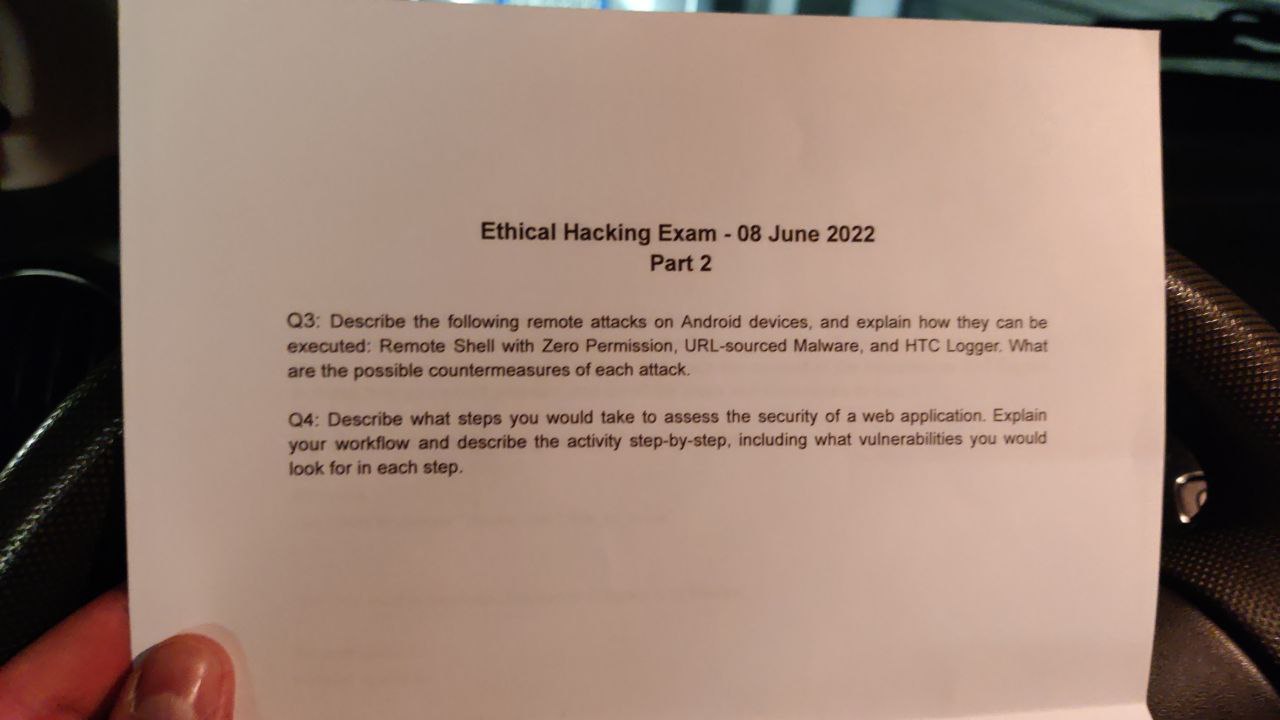 Ethical Hacking Exam - 08 June 2022
Part 2
Q3: Describe the following remote attacks on Android devices, and explain how they can be
executed: Remote Shell with Zero Permission, URL-sourced Malware, and HTC Logger. What
are the possible countermeasures of each attack.
Q4: Describe what steps you would take to assess the security of a web application. Explain
your workflow and describe the activity step-by-step, including what vulnerabilities you would
look for in each step.